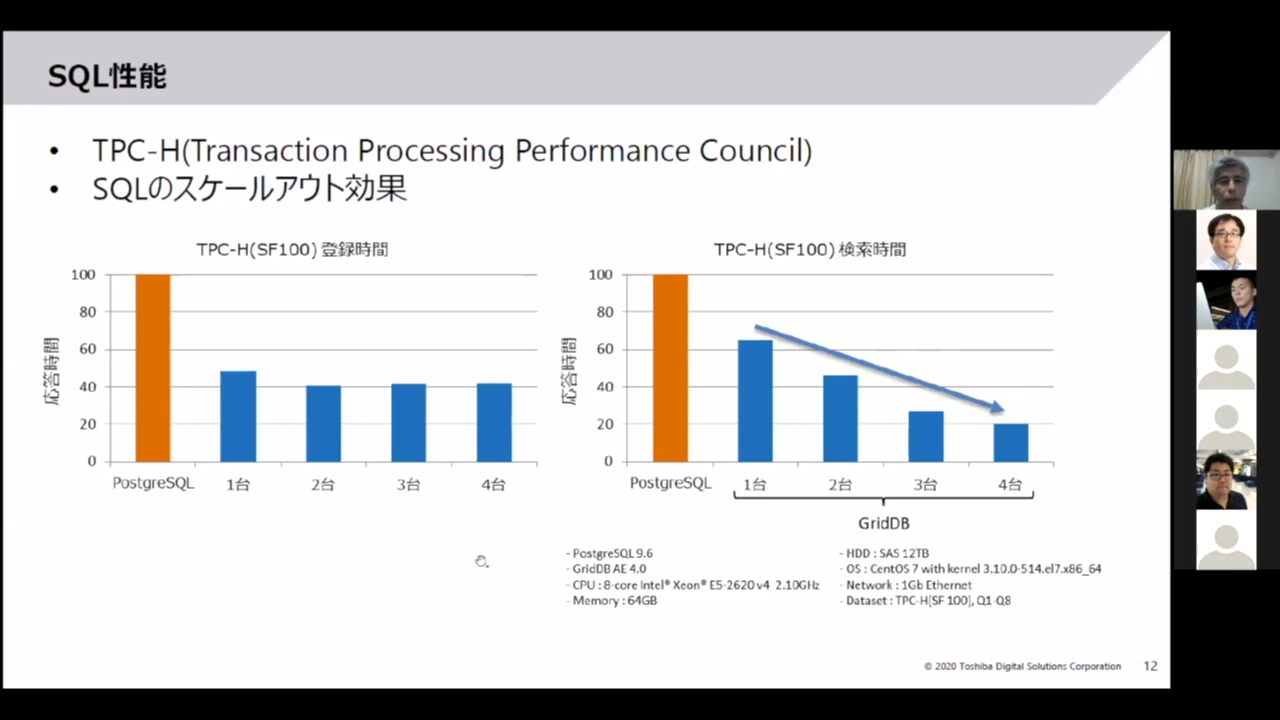 SQL性能
• TPC-H(Transaction Processing Performance Council)
• SQLのスケールアウト効果
TPC-H(SF100) 登録時間
応答時間
100
80
60
40
20
0
PostgreSQL 1台 2台 3台 4台
TPC-H(SF100) 検索時間
応答時間
100
80
60
40
20
0
PostgreSQL 1台 2台 3台 4台
GridDB
- PostgreSQL 9.6
- GridDB AE 4.0
- CPU : 8-core Intel® Xeon® E5-2620 v4 2.10GHz
- Memory : 64GB
- HDD : SAS 12TB
- OS : CentOS 7 with kernel 3.10.0-514.el7.x86_64
- Network : 1Gb Ethernet
- Dataset : TPC-H[SF 100], Q1-Q8
© 2020 Toshiba Digital Solutions Corporation 12